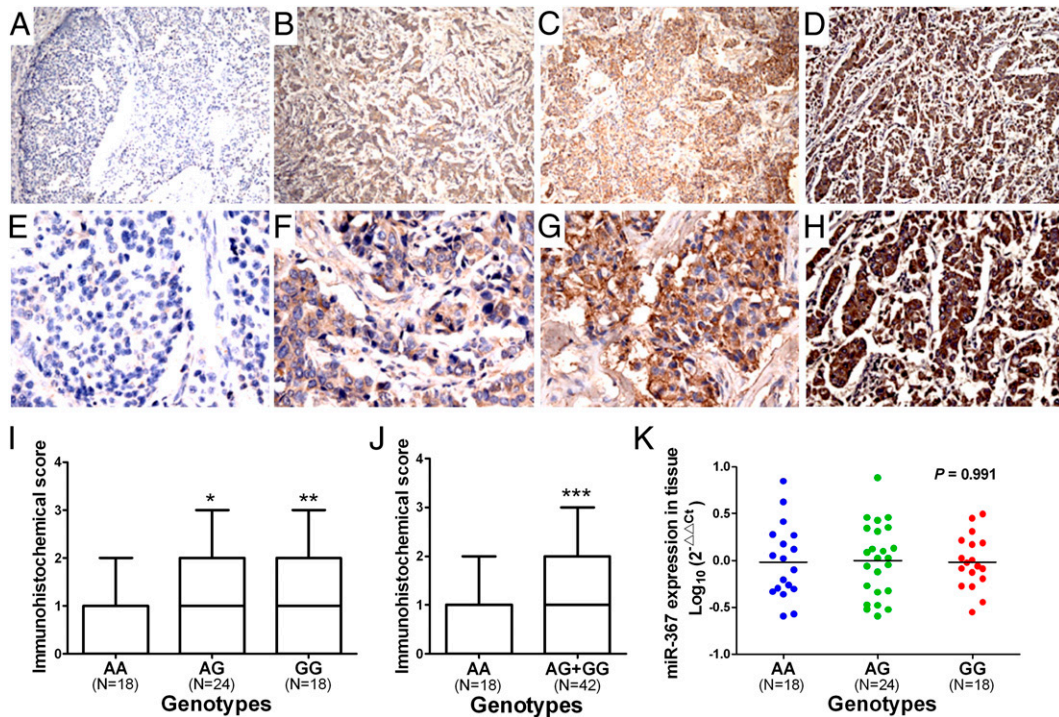 A
B
C
D
E
F
G
H
I
Immunohistochemical score
4
3
2
1
0
*
**
AA
AG
GG
(N=18)
(N=24)
(N=18)
Genotypes
J
Immunohistochemical score
4
3
2
1
0
***
AA
AG+GG
(N=18)
(N=42)
Genotypes
K
miR-367 expression in tissue
Log10 (2-△△Ct)
1.0
0.5
0.0
-0.5
-1.0
P = 0.991
AA
AG
GG
(N=18)
(N=24)
(N=18)
Genotypes